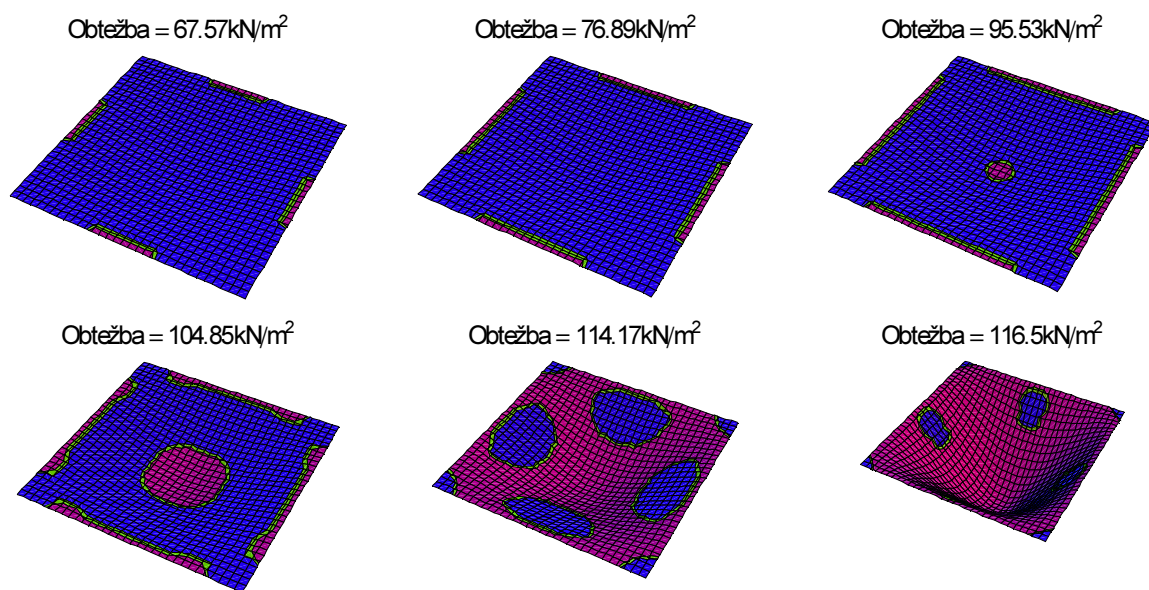 Obtežba = 67.57kN/m²
Obtežba = 76.89kN/m²
Obtežba = 95.53kN/m²
Obtežba = 104.85kN/m²
Obtežba = 114.17kN/m²
Obtežba = 116.5kN/m²